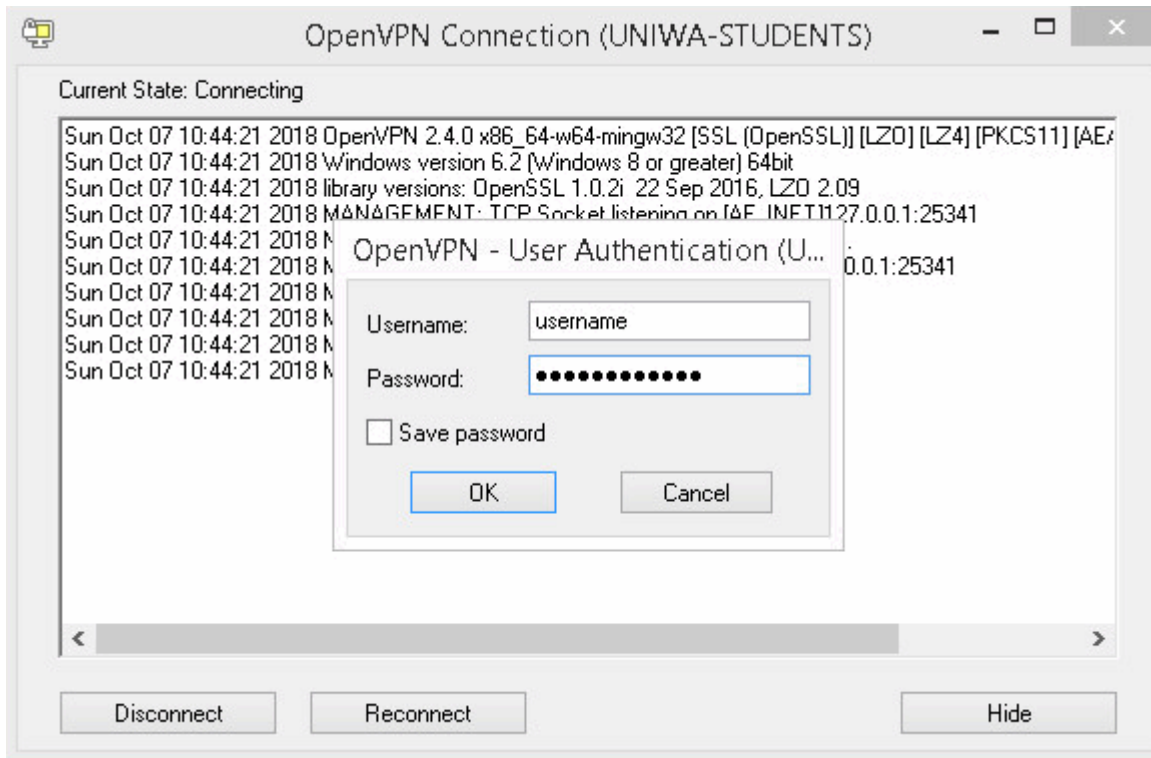 OpenVPN Connection (UNIWA-STUDENTS)
Current State: Connecting
Sun Oct 07 10:44:21 2018 OpenVPN 2.4.0 x86_64-w64-mingw32 [SSL (OpenSSL)] [LZO] [LZ4] [PKCS11] [AEA
Sun Oct 07 10:44:21 2018 Windows version 6.2 (Windows 8 or greater) 64bit
Sun Oct 07 10:44:21 2018 library versions: OpenSSL 1.0.2i 22 Sep 2016, LZO 2.09
Sun Oct 07 10:44:21 2018 MANAGEMENT: TCP Socket listening on [AF_INET]127.0.0.1:25341
Sun Oct 07 10:44:21 2018 M
Sun Oct 07 10:44:21 2018 M 0.0.1:25341
Sun Oct 07 10:44:21 2018 M
Sun Oct 07 10:44:21 2018 M
Sun Oct 07 10:44:21 2018 M
Sun Oct 07 10:44:21 2018 M
OpenVPN - User Authentication (U...
Username: username
Password: ●●●●●●●●●●●●
Save password
OK Cancel
Disconnect Reconnect Hide